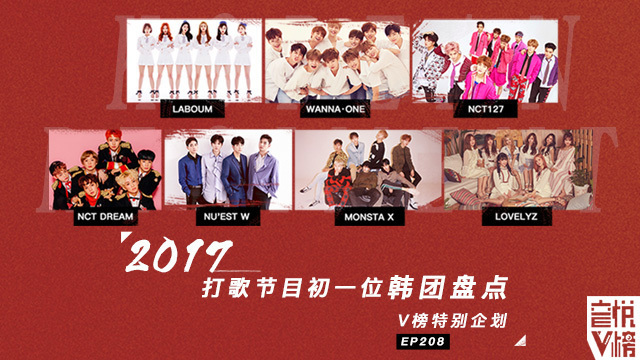 LABOUM
WANNA·ONE
NCT127
NCT DREAM
NU'EST W
MONSTA X
LOVELYZ
2017
打歌节目初一位韩团盘点
V榜特别企划
EP208
音悦V榜